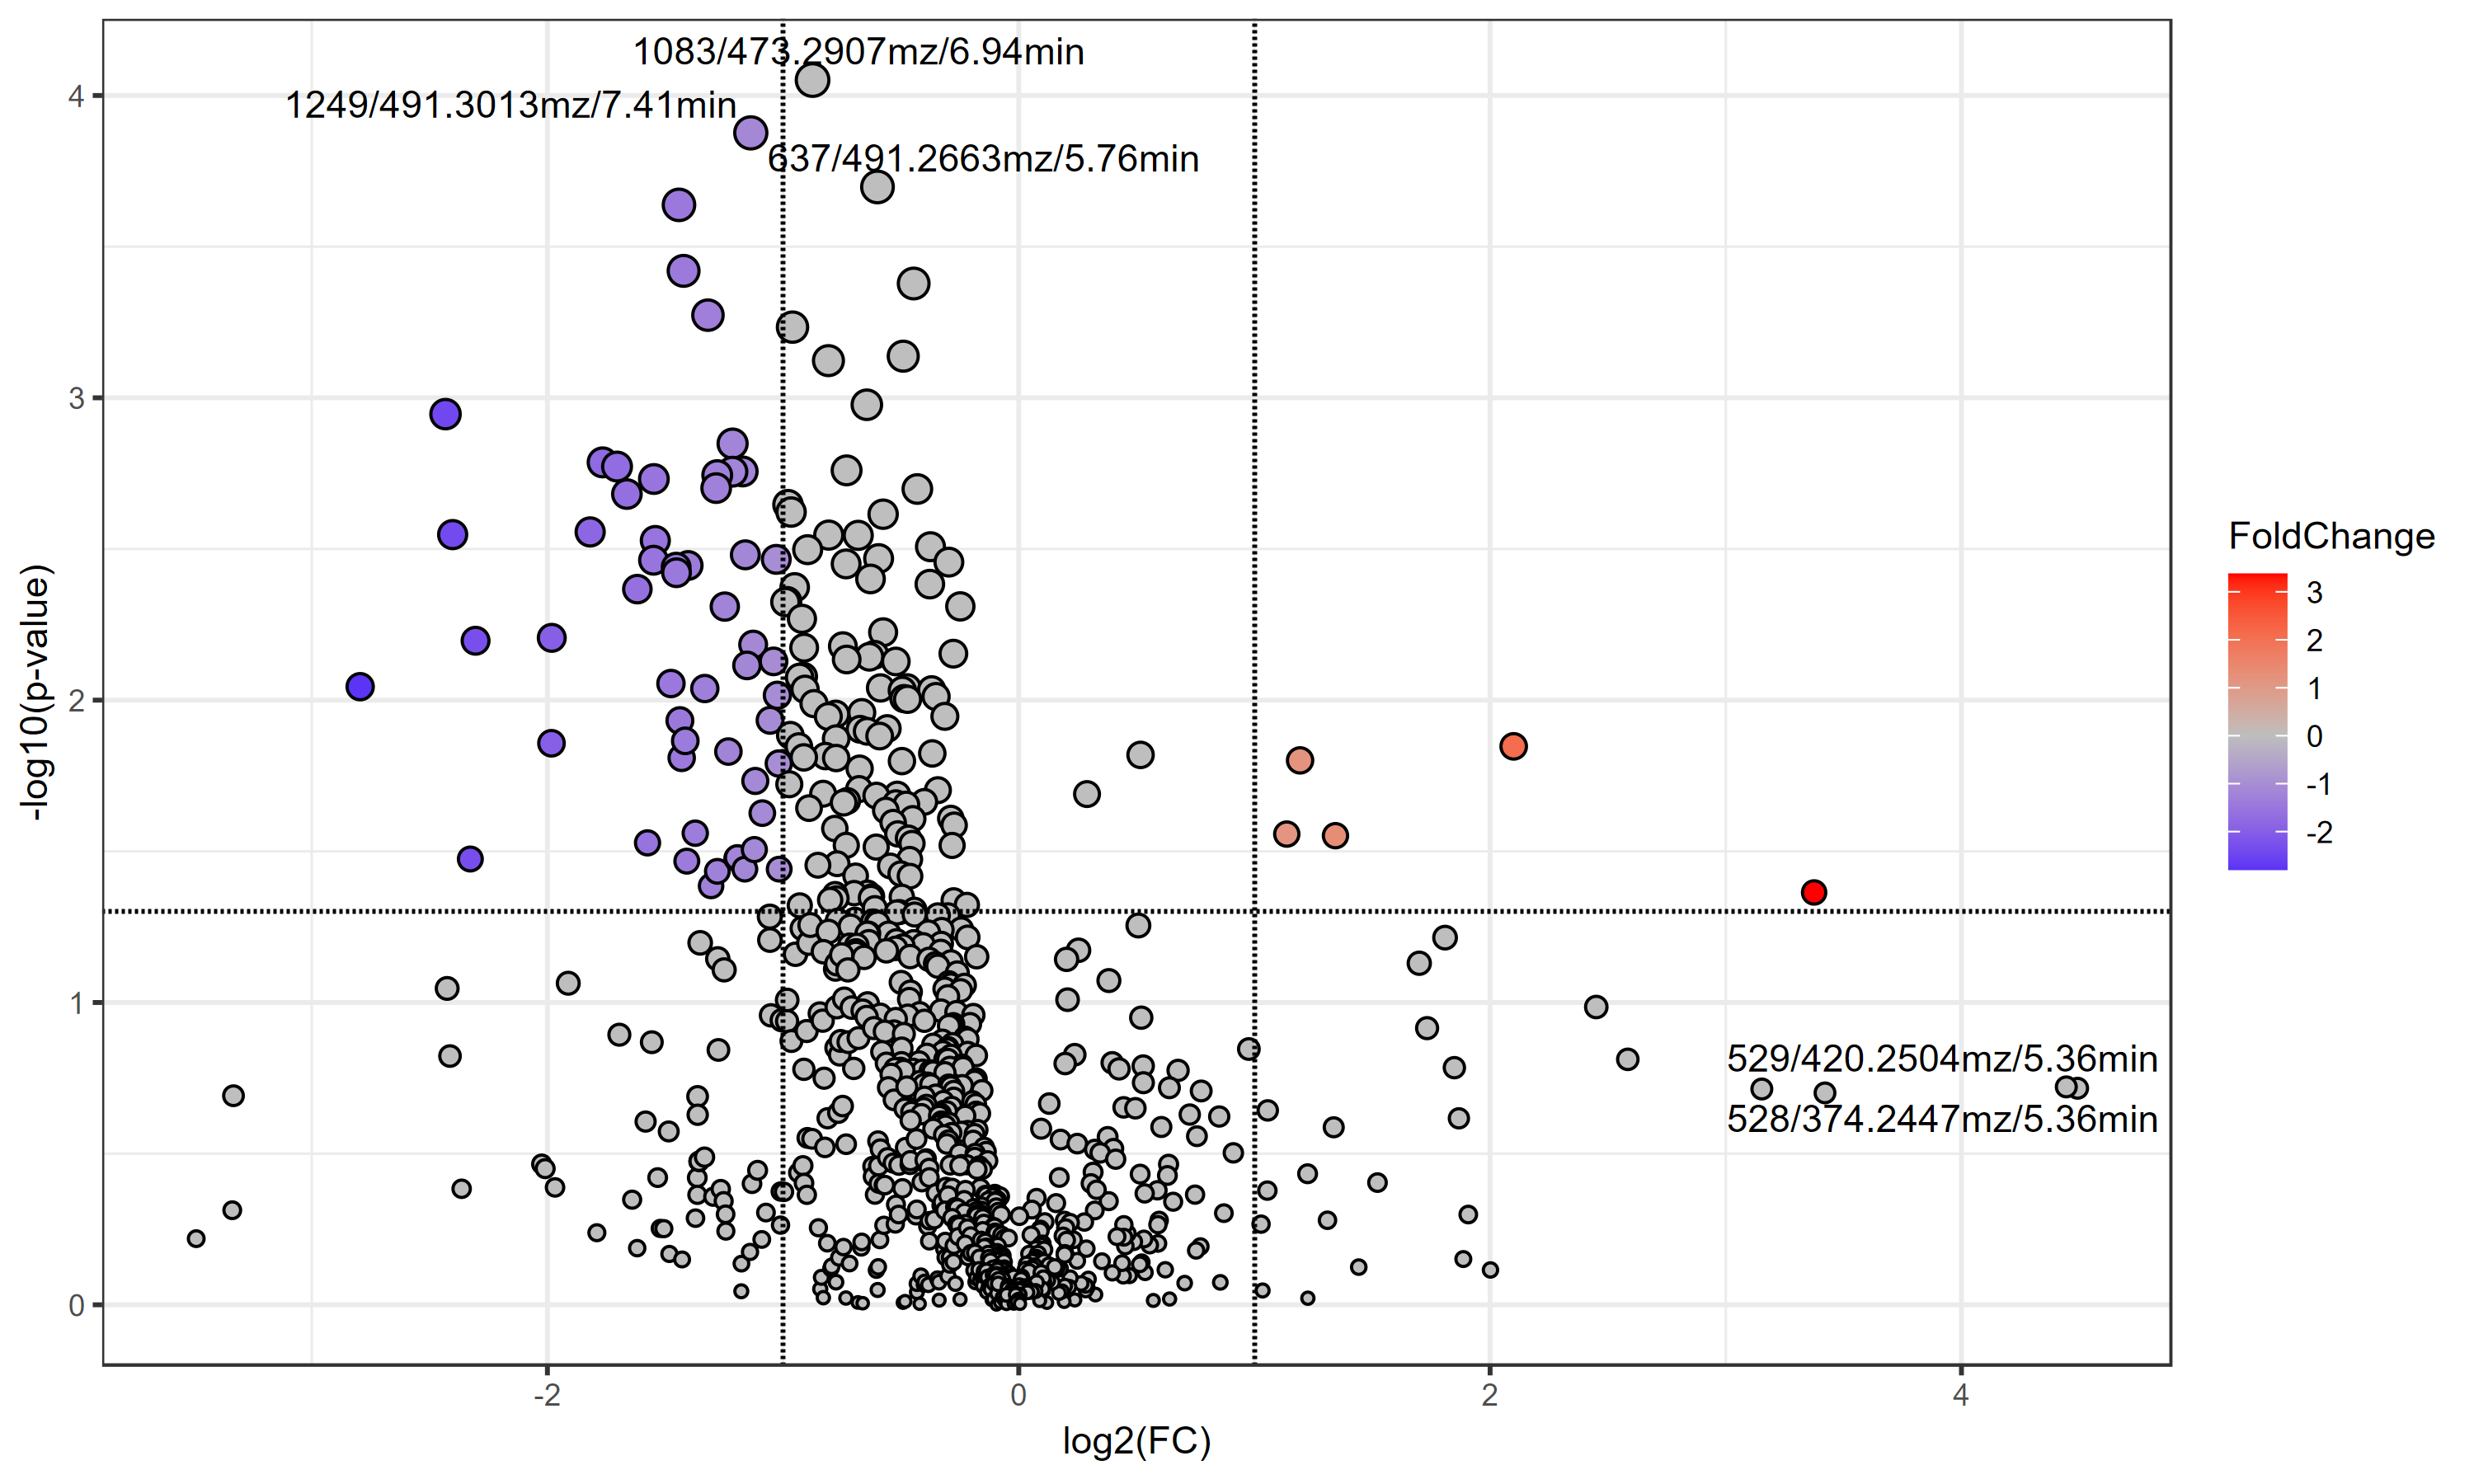 1083/473.2907mz/6.94min
1249/491.3013mz/7.41min
637/491.2663mz/5.76min
529/420.2504mz/5.36min
528/374.2447mz/5.36min
4
3
2
1
0
-log10(p-value)
-2
0
2
4
log2(FC)
FoldChange
3
2
1
0
-1
-2